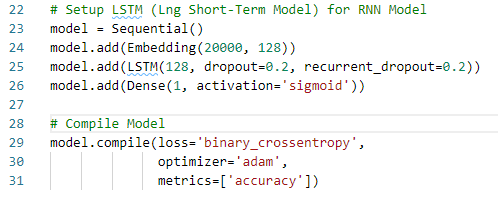 22 # Setup LSTM (Lng Short-Term Model) for RNN Model
23 model = Sequential()
24 model.add(Embedding(20000, 128))
25 model.add(LSTM(128, dropout=0.2, recurrent_dropout=0.2))
26 model.add(Dense(1, activation='sigmoid'))
27
28 # Compile Model
29 model.compile(loss='binary_crossentropy',
30               optimizer='adam',
31               metrics=['accuracy'])